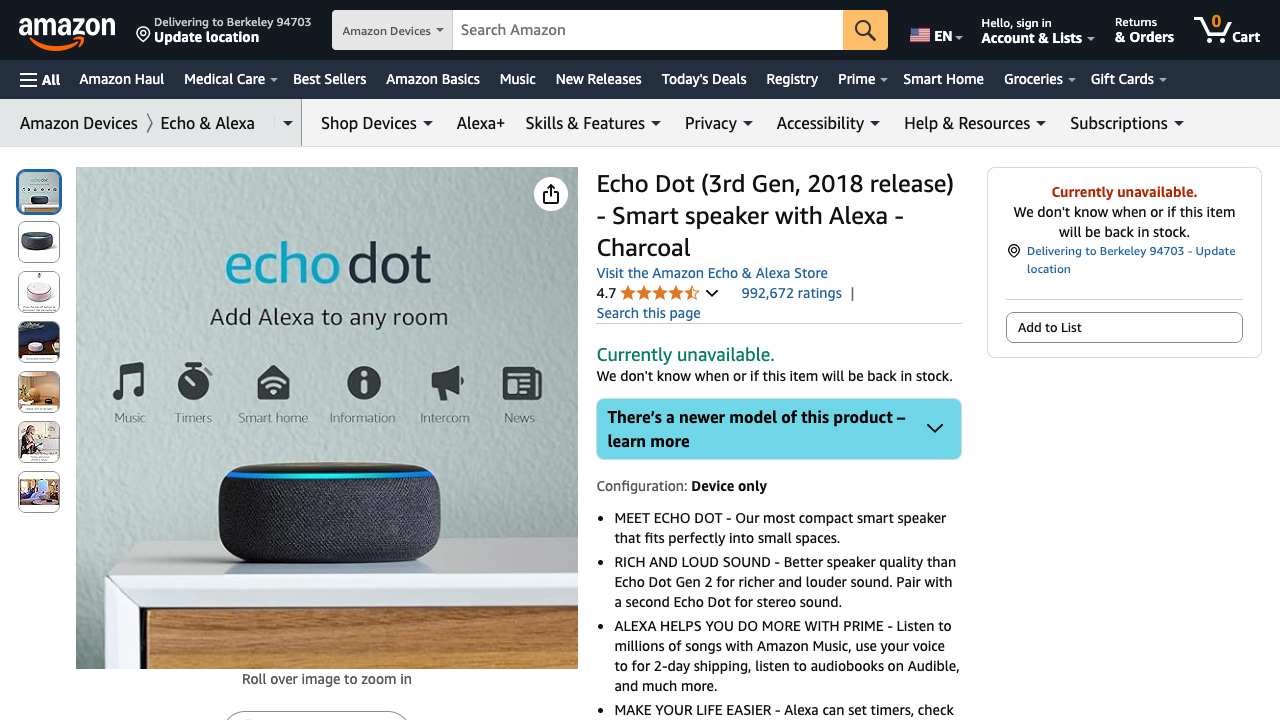 amazon
Delivering to Berkeley 94703
Update location
Amazon Devices
Search Amazon
EN
Hello, sign in
Account & Lists
Returns
& Orders
0
Cart
All
Amazon Haul
Medical Care
Best Sellers
Amazon Basics
Music
New Releases
Today's Deals
Registry
Prime
Smart Home
Groceries
Gift Cards
Amazon Devices
Echo & Alexa
Shop Devices
Alexa+
Skills & Features
Privacy
Accessibility
Help & Resources
Subscriptions
echo dot
Add Alexa to any room
Music
Timers
Smart home
Information
Intercom
News
Roll over image to zoom in
Echo Dot (3rd Gen, 2018 release)
- Smart speaker with Alexa -
Charcoal
Visit the Amazon Echo & Alexa Store
4.7
992,672 ratings |
Search this page
Currently unavailable.
We don't know when or if this item will be back in stock.
There’s a newer model of this product –
learn more
Configuration: Device only
• MEET ECHO DOT - Our most compact smart speaker
that fits perfectly into small spaces.
• RICH AND LOUD SOUND - Better speaker quality than
Echo Dot Gen 2 for richer and louder sound. Pair with
a second Echo Dot for stereo sound.
• ALEXA HELPS YOU DO MORE WITH PRIME - Listen to
millions of songs with Amazon Music, use your voice
to for 2-day shipping, listen to audiobooks on Audible,
and much more.
• MAKE YOUR LIFE EASIER - Alexa can set timers, check
Currently unavailable.
We don't know when or if this item
will be back in stock.
Delivering to Berkeley 94703 - Update
location
Add to List